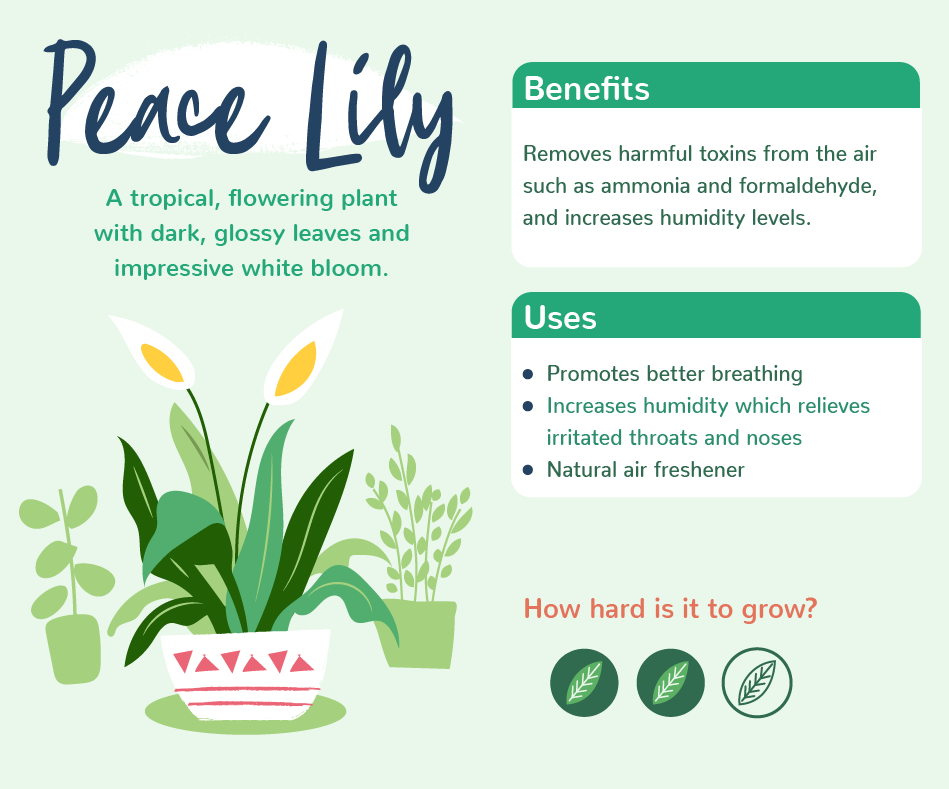 Peace Lily
A tropical, flowering plant
with dark, glossy leaves and
impressive white bloom.
Benefits
Removes harmful toxins from the air
such as ammonia and formaldehyde,
and increases humidity levels.
Uses
Promotes better breathing
Increases humidity which relieves
irritated throats and noses
Natural air freshener
How hard is it to grow?